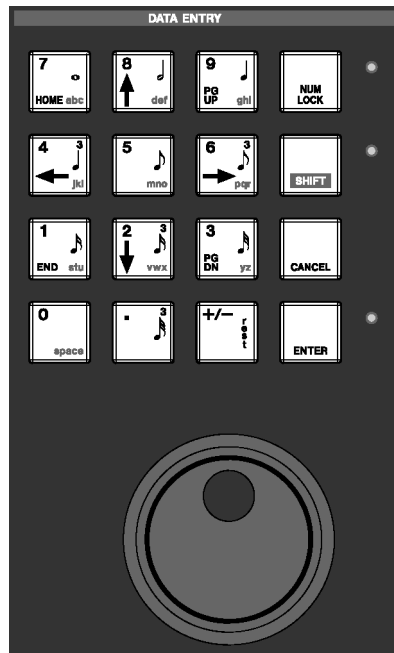 DATA ENTRY
7
HOME abc
8
def
9
PG
UP ghi
NUM
LOCK
4 3
jkl
5
mno
6 3
pqr
SHIFT
1
END stu
2 3
vwx
3
PG
DN yz
CANCEL
0
space
. 3
+/–
rest
ENTER